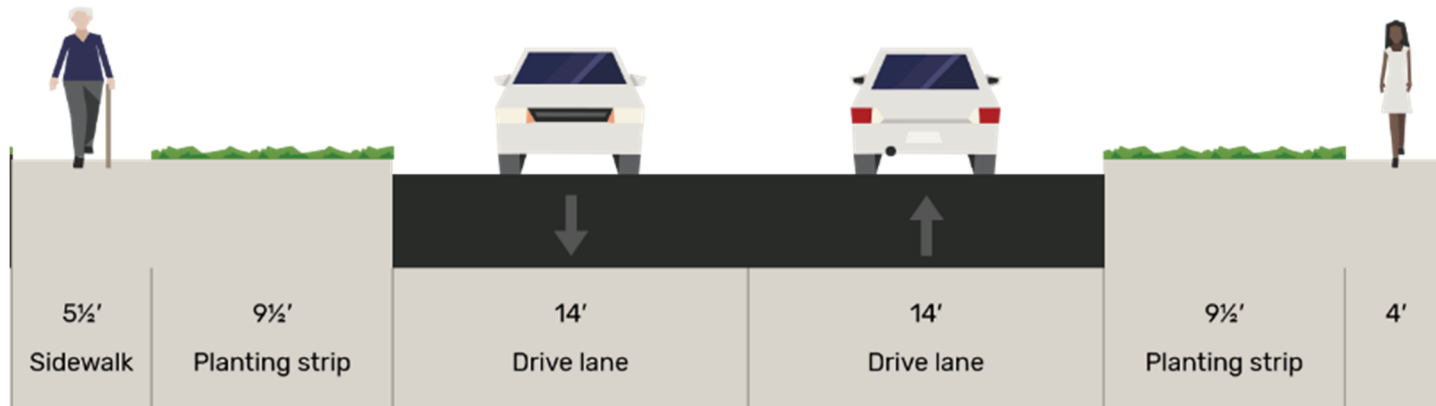 5½′
Sidewalk
9½′
Planting strip
14′
Drive lane
14′
Drive lane
9½′
Planting strip
4′